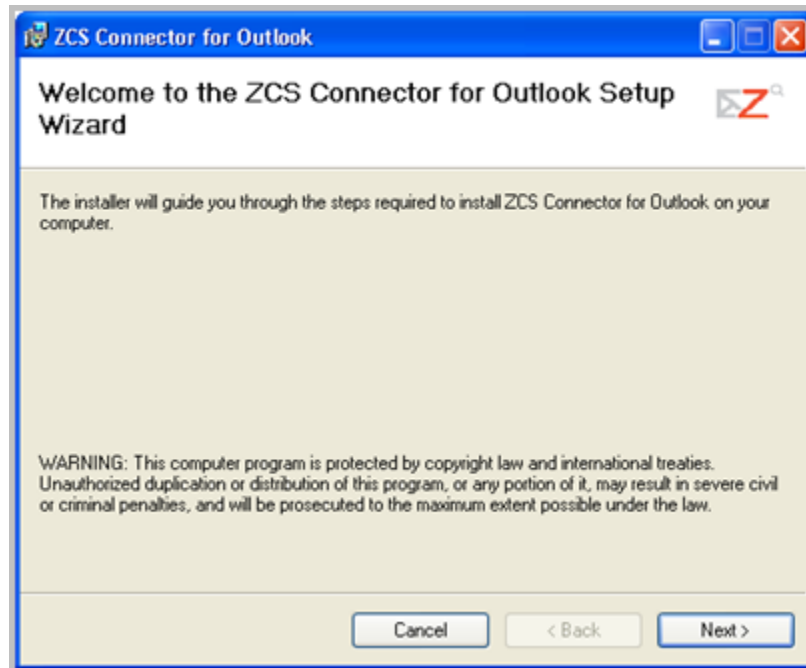 ZCS Connector for Outlook
Welcome to the ZCS Connector for Outlook Setup
Wizard
Z
The installer will guide you through the steps required to install ZCS Connector for Outlook on your
computer.
WARNING: This computer program is protected by copyright law and international treaties.
Unauthorized duplication or distribution of this program, or any portion of it, may result in severe civil
or criminal penalties, and will be prosecuted to the maximum extent possible under the law.
Cancel < Back Next >